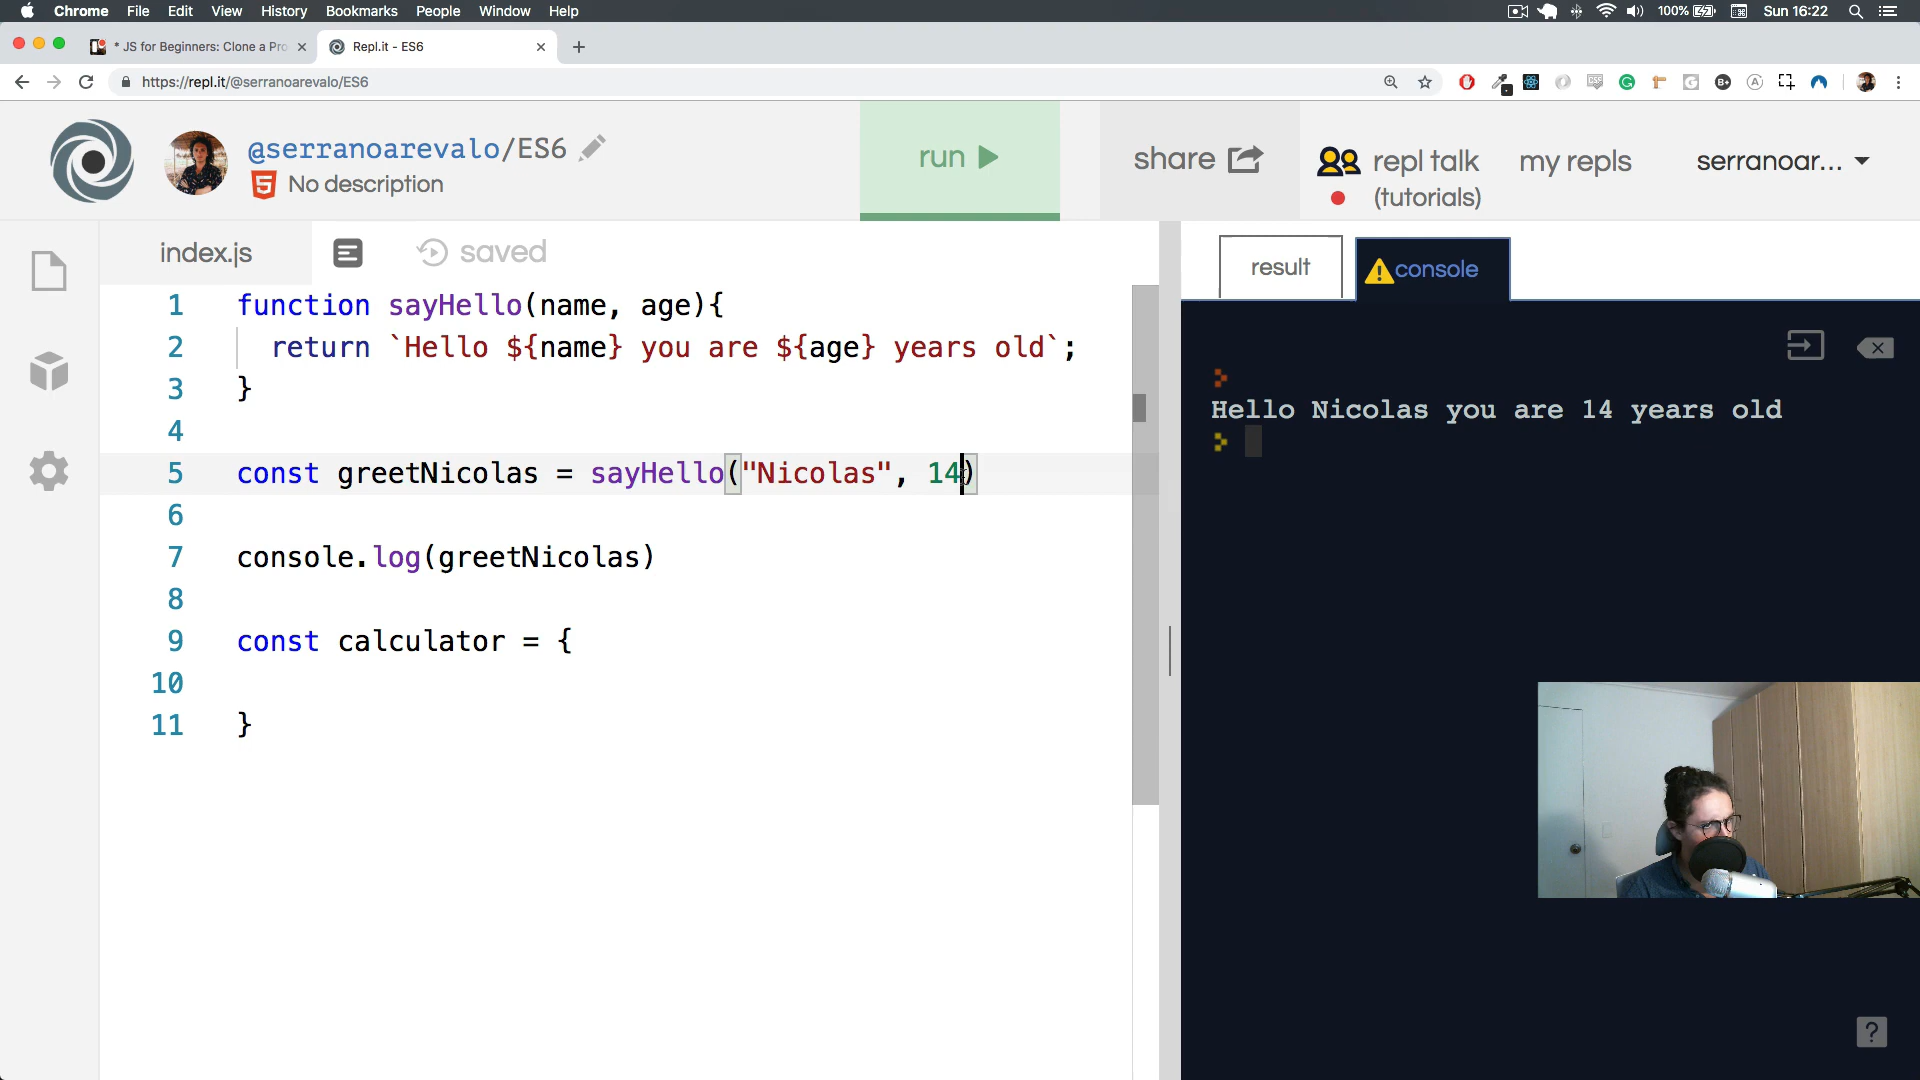 Chrome File Edit View History Bookmarks People Window Help 100% Sun 16:22
* JS for Beginners: Clone a Pro Repl.it - ES6
https://repl.it/@serranoarevalo/ES6
@serranoarevalo/ES6
No description
run
share
repl talk
(tutorials)
my repls
serranoar...
index.js
saved
result
console
1 function sayHello(name, age){
2 return `Hello ${name} you are ${age} years old`;
3 }
4
5 const greetNicolas = sayHello("Nicolas", 14)
6
7 console.log(greetNicolas)
8
9 const calculator = {
10
11 }
>
Hello Nicolas you are 14 years old
>
?